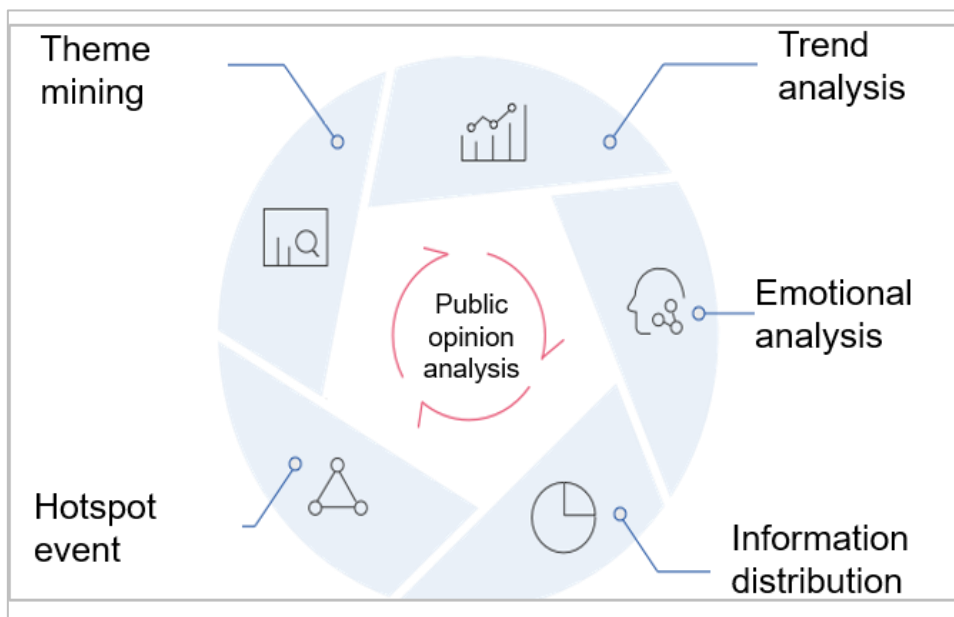 Theme
mining
Trend
analysis
Public
opinion
analysis
Emotional
analysis
Hotspot
event
Information
distribution